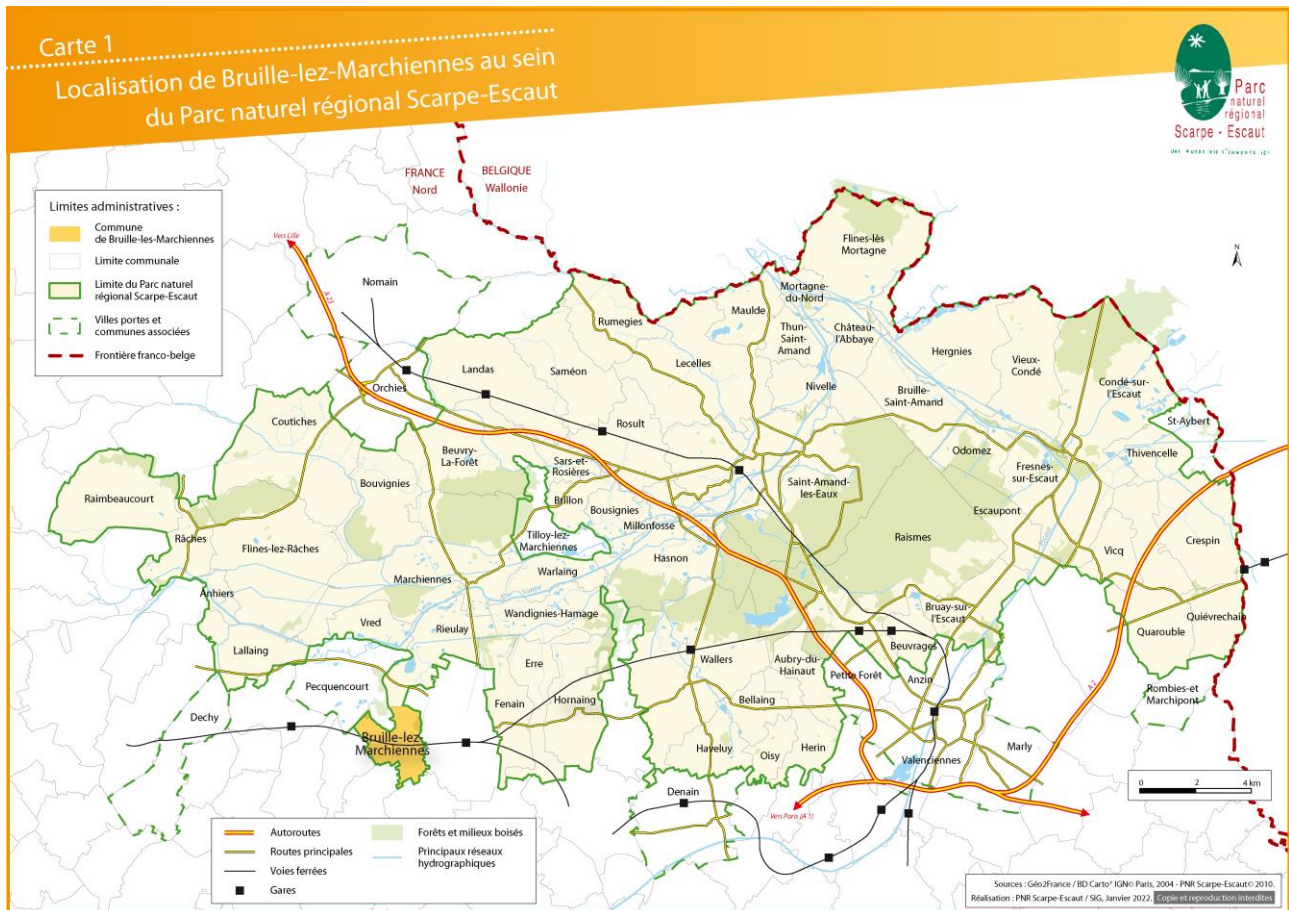 Carte 1
Localisation de Bruille-lez-Marchiennes au sein
du Parc naturel régional Scarpe-Escaut
Parc
naturel
régional
Scarpe - Escaut
FRANCE
Nord
BELGIQUE
Wallonie
Limites administratives :
Commune
de Bruille-les-Marchiennes
Limite communale
Limite du Parc naturel
régional Scarpe-Escaut
Villes portes et
communes associées
Frontière franco-belge
Vers Lille
A 23
N
Nomain
Flines-lès
Mortagne
Mortagne-
du-Nord
Maulde
Rumegies
Thun-
Saint-
Amand
Château-
l'Abbaye
Hergnies
Vieux-
Condé
Condé-sur-
l'Escaut
St-Aybert
Thivencelle
Landas
Saméon
Lecelles
Nivelle
Bruille-
Saint-Amand
Orchies
Coutiches
Rosult
Beuvry-
La-Forêt
Sars-et-
Rosières
Odomez
Fresnes-
sur-Escaut
Raimbeaucourt
Bouvignies
Brillon
Bousignies
Millonfosse
Saint-Amand-
les-Eaux
Escaupont
Râches
Flines-lez-Râches
Tilloy-lez-
Marchiennes
Hasnon
Raismes
Vicq
Crespin
Escaut
Marchiennes
Warlaing
Scarpe
Anhiers
Wandignies-Hamage
Bruay-sur-
l'Escaut
Quiévrechain
Quarouble
Vred
Rieulay
Lallaing
Erre
Wallers
Aubry-du-
Hainaut
Beuvrages
Petite Forêt
Anzin
Pecquencourt
Fenain
Hornaing
Bellaing
Rombies-et
Marchipont
A 2
Dechy
Bruille-lez-
Marchiennes
Haveluy
Oisy
Herin
Valenciennes
Marly
Denain
Vers Paris (A 1)
0 2 4 km
Autoroutes
Routes principales
Voies ferrées
Gares
Forêts et milieux boisés
Principaux réseaux
hydrographiques
Sources : Géo2France / BD Carto® IGN© Paris, 2004 - PNR Scarpe-Escaut© 2010.
Réalisation : PNR Scarpe-Escaut / SIG, Janvier 2022. Copie et reproduction interdites